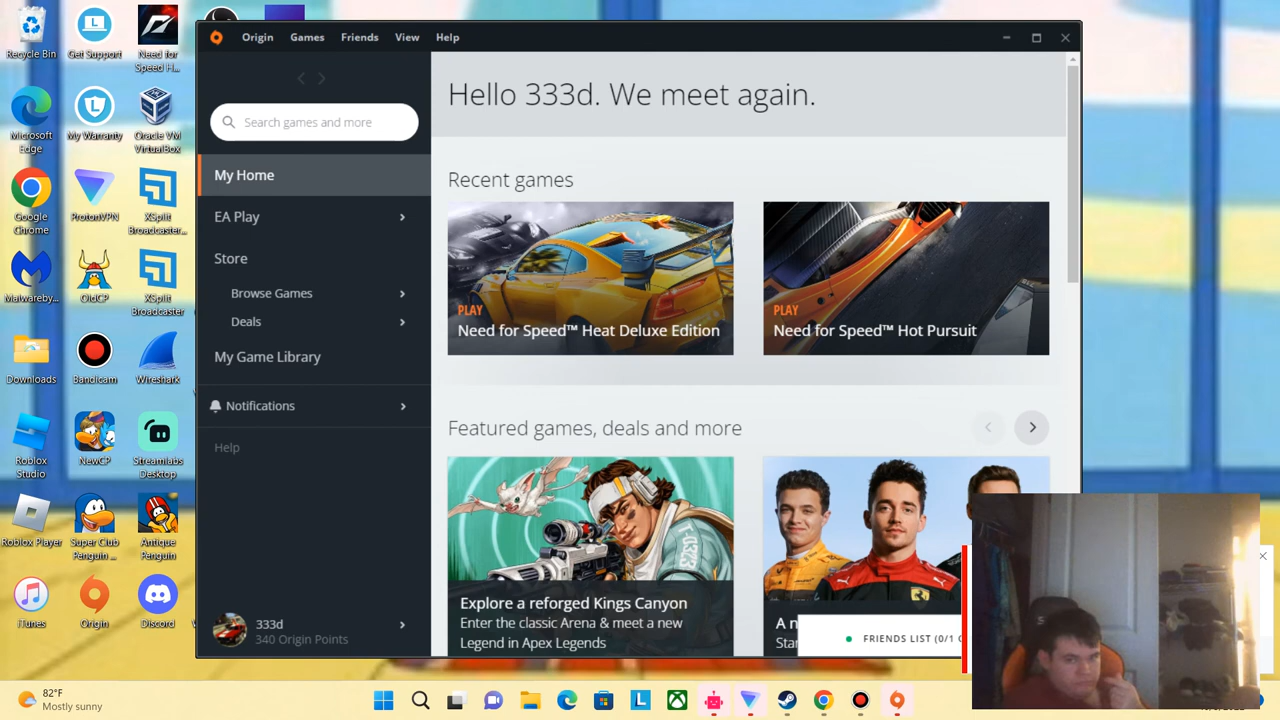 Recycle Bin
Get Support
Need for
Speed H...
Microsoft
Edge
My Warranty
Oracle VM
VirtualBox
Google
Chrome
ProtonVPN
XSplit
Broadcaster...
Malwareby...
OldCP
XSplit
Broadcaster
Downloads
Bandicam
Wireshark
Roblox
Studio
NewCP
Streamlabs
Desktop
Roblox Player
Super Club
Penguin ...
Antique
Penguin
iTunes
Origin
Discord
Origin
Games
Friends
View
Help
Search games and more
My Home
EA Play
Store
Browse Games
Deals
My Game Library
Notifications
Help
333d
340 Origin Points
Hello 333d. We meet again.
Recent games
PLAY
Need for Speed™ Heat Deluxe Edition
PLAY
Need for Speed™ Hot Pursuit
Featured games, deals and more
Explore a reforged Kings Canyon
Enter the classic Arena & meet a new
Legend in Apex Legends
FRIENDS LIST (0/1
82°F
Mostly sunny